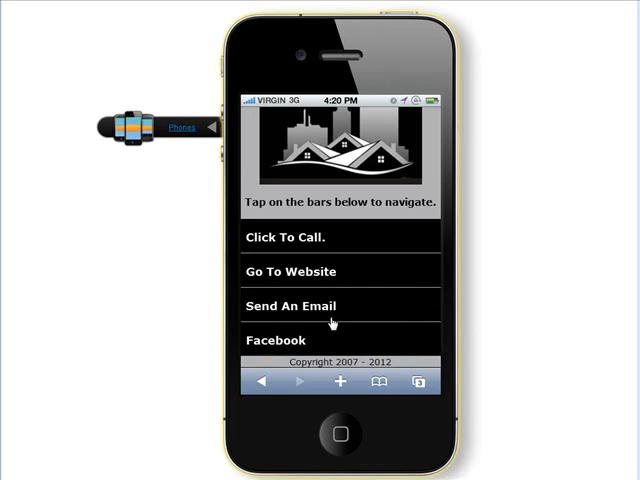 VIRGIN 3G 4:20 PM
Phones
Tap on the bars below to navigate.
Click To Call.
Go To Website
Send An Email
Facebook
Copyright 2007 - 2012
3